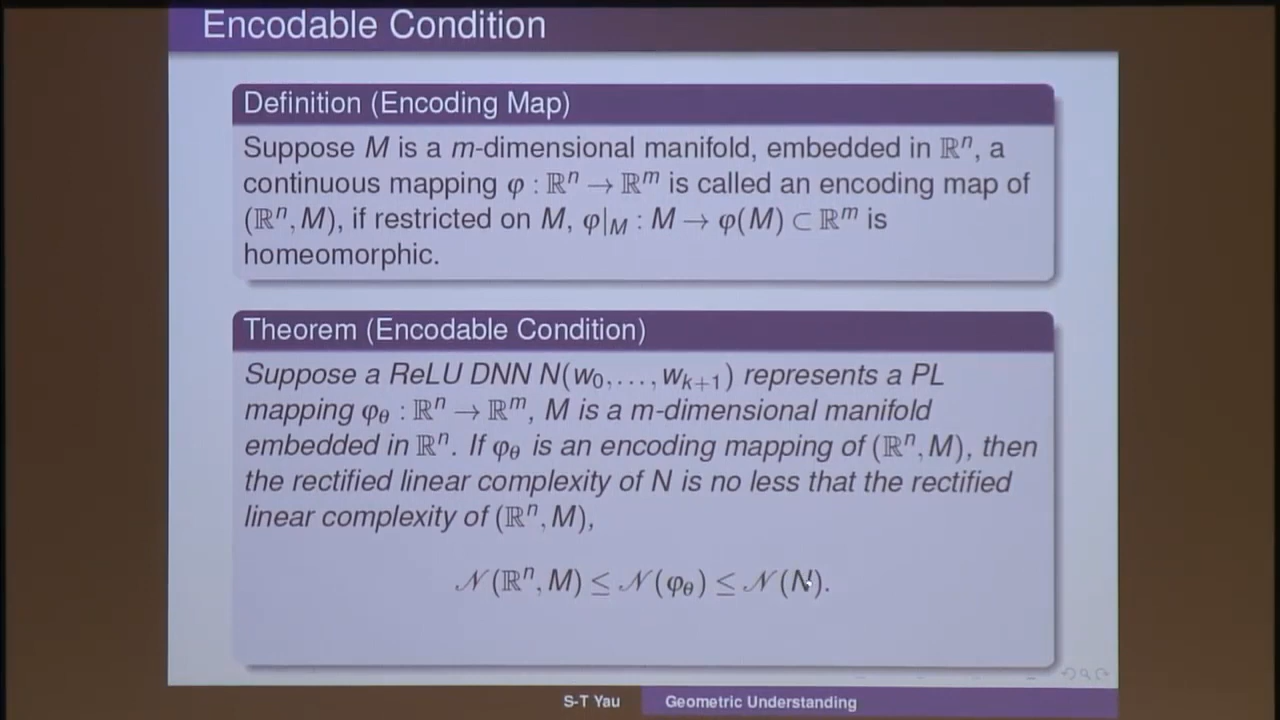 Encodable Condition
Definition (Encoding Map)
Suppose M is a m-dimensional manifold, embedded in ℝⁿ, a
continuous mapping φ : ℝⁿ → ℝᵐ is called an encoding map of
(ℝⁿ, M), if restricted on M, φ|_M : M → φ(M) ⊂ ℝᵐ is
homeomorphic.
Theorem (Encodable Condition)
Suppose a ReLU DNN N(w₀,…,w_{k+1}) represents a PL
mapping φ_θ : ℝⁿ → ℝᵐ, M is a m-dimensional manifold
embedded in ℝⁿ. If φ_θ is an encoding mapping of (ℝⁿ, M), then
the rectified linear complexity of N is no less that the rectified
linear complexity of (ℝⁿ, M),
𝒩(ℝⁿ, M) ≤ 𝒩(φ_θ) ≤ 𝒩(N).
S-T Yau Geometric Understanding